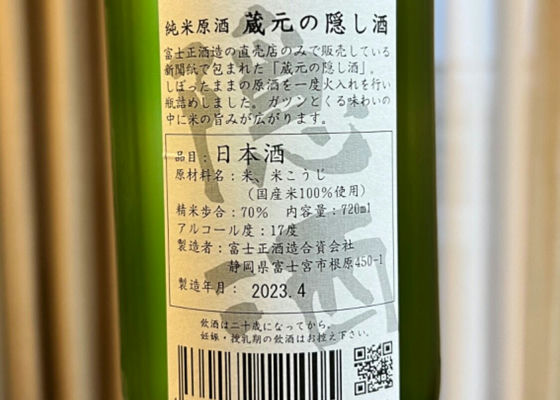 純米原酒 蔵元の隠し酒
富士正酒造の直売店のみで販売している
新聞紙で包まれた「蔵元の隠し酒」。
しぼったままの原酒を一度火入れを行い
瓶詰めしました。ガツンとくる味わいの
中に米の旨みが広がります。
隠し酒
品目：日本酒
原材料名：米、米こうじ
（国産米100％使用）
精米歩合：70％ 内容量：720ml
アルコール度：17度
製造者：富士正酒造合資会社
静岡県富士宮市根原450-1
製造年月： 2023.4
飲酒は二十歳になってから。
妊娠・授乳期の飲酒はお控え下さい。